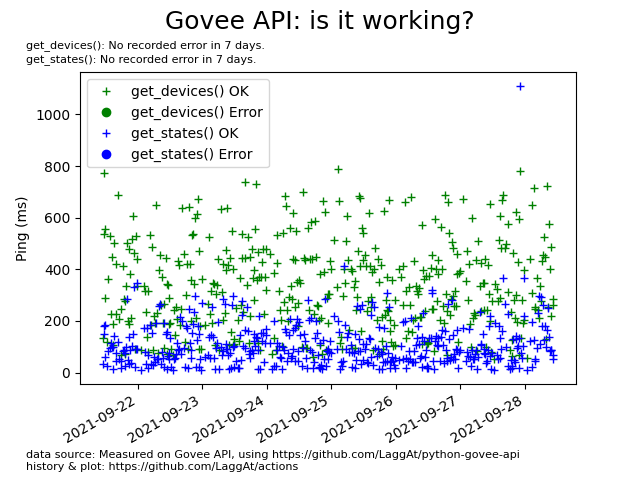 Govee API: is it working?
get_devices(): No recorded error in 7 days.
get_states(): No recorded error in 7 days.
get_devices() OK
get_devices() Error
get_states() OK
get_states() Error
Ping (ms)
1000
800
600
400
200
0
2021-09-22
2021-09-23
2021-09-24
2021-09-25
2021-09-26
2021-09-27
2021-09-28
data source: Measured on Govee API, using https://github.com/LaggAt/python-govee-api
history & plot: https://github.com/LaggAt/actions